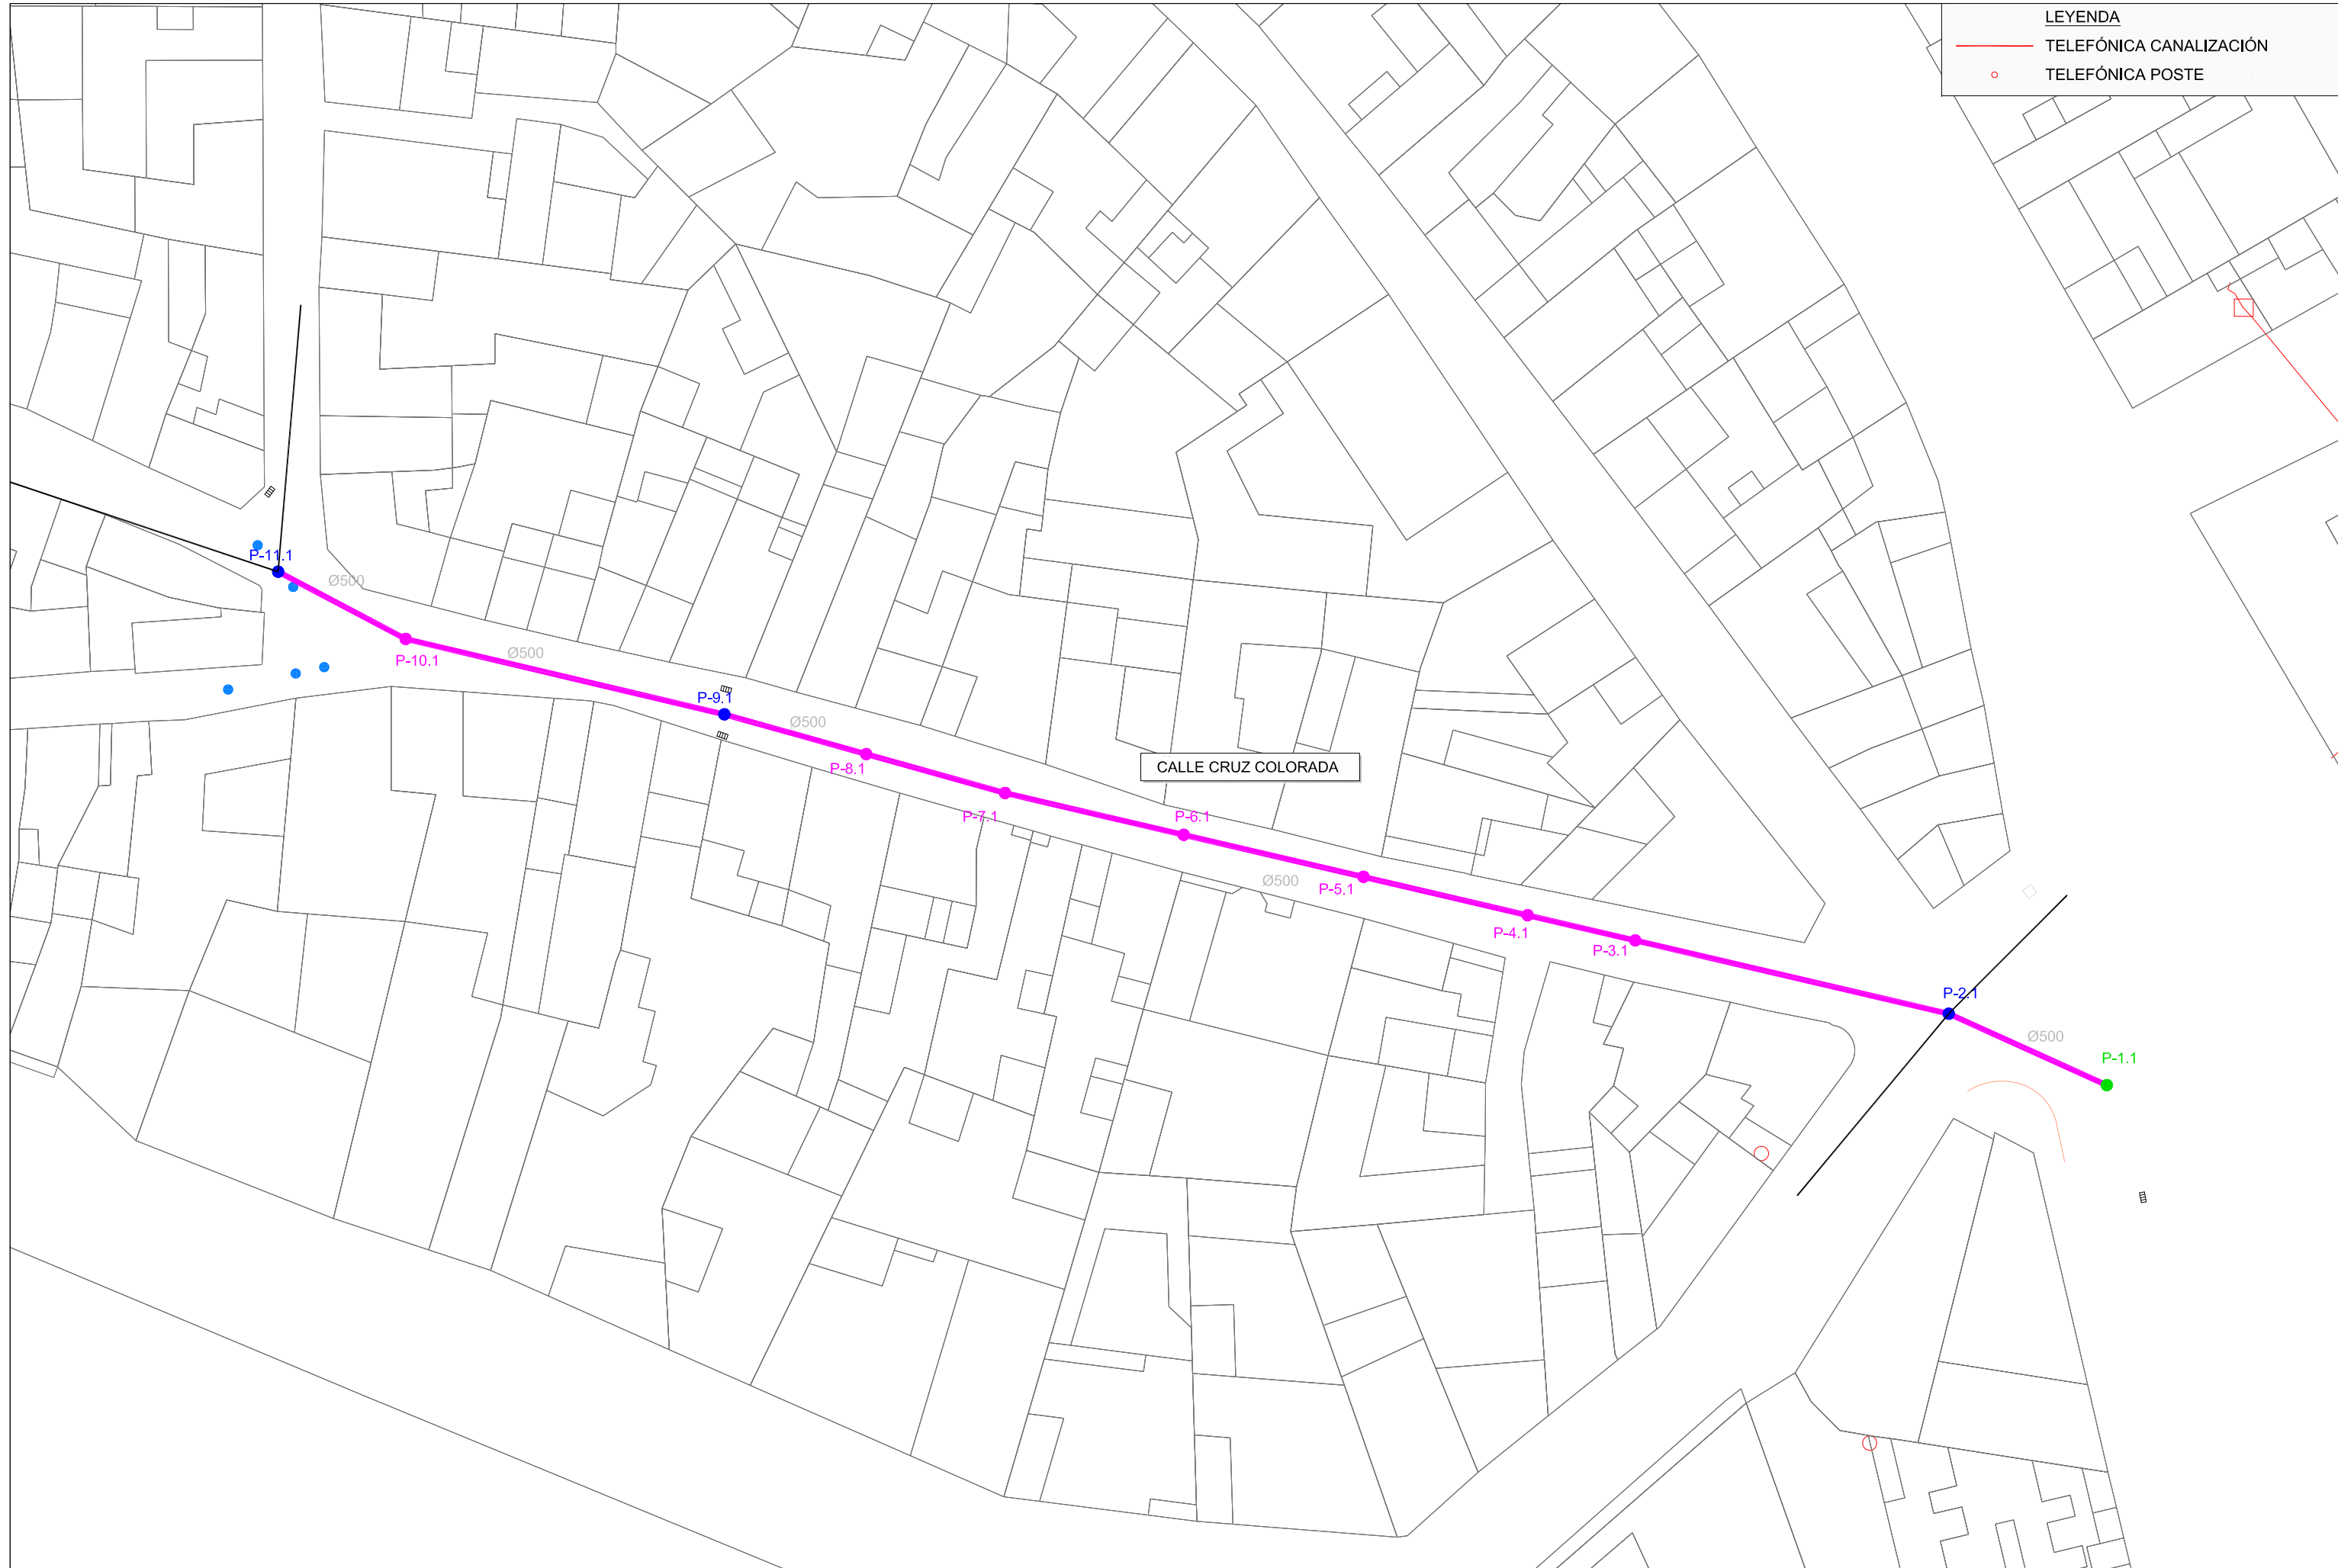 LEYENDA
TELEFÓNICA CANALIZACIÓN
TELEFÓNICA POSTE
P-11.1
Ø500
P-10.1
Ø500
P-9.1
Ø500
P-8.1
CALLE CRUZ COLORADA
P-7.1
P-6.1
Ø500
P-5.1
P-4.1
P-3.1
P-2.1
Ø500
P-1.1